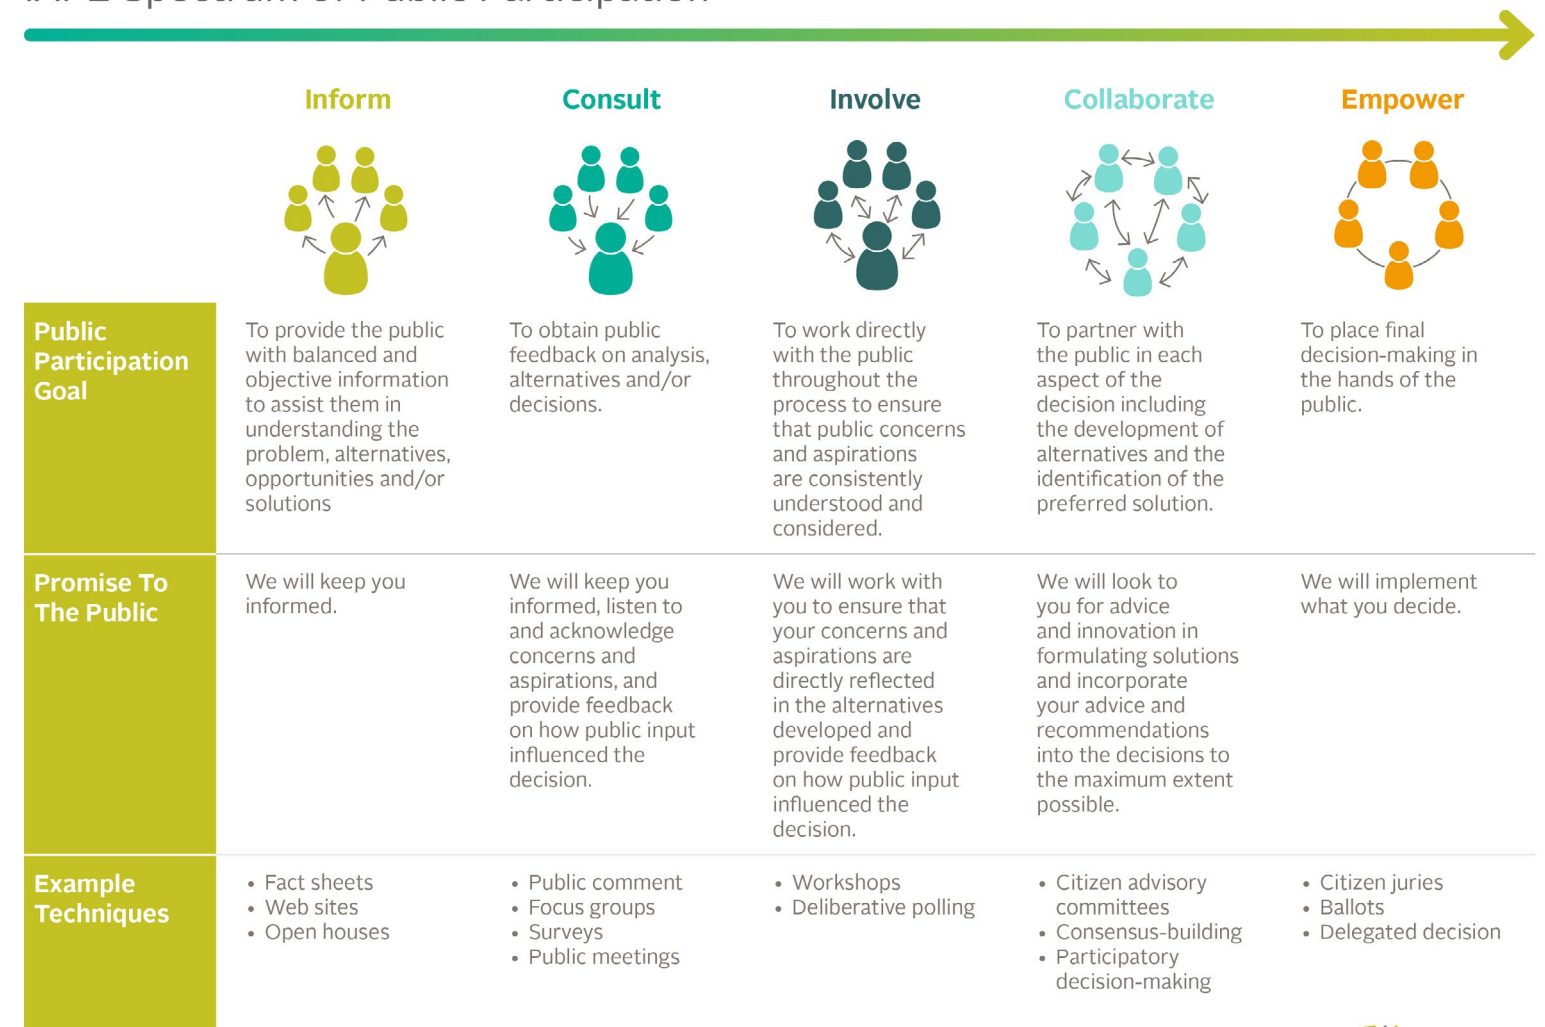 IAP2 Spectrum of Public Participation
Inform
Consult
Involve
Collaborate
Empower
Public
Participation
Goal
To provide the public
with balanced and
objective information
to assist them in
understanding the
problem, alternatives,
opportunities and/or
solutions
To obtain public
feedback on analysis,
alternatives and/or
decisions.
To work directly
with the public
throughout the
process to ensure
that public concerns
and aspirations
are consistently
understood and
considered.
To partner with
the public in each
aspect of the
decision including
the development of
alternatives and the
identification of the
preferred solution.
To place final
decision-making in
the hands of the
public.
Promise To
The Public
We will keep you
informed.
We will keep you
informed, listen to
and acknowledge
concerns and
aspirations, and
provide feedback
on how public input
influenced the
decision.
We will work with
you to ensure that
your concerns and
aspirations are
directly reflected
in the alternatives
developed and
provide feedback
on how public input
influenced the
decision.
We will look to
you for advice
and innovation in
formulating solutions
and incorporate
your advice and
recommendations
into the decisions to
the maximum extent
possible.
We will implement
what you decide.
Example
Techniques
• Fact sheets
• Web sites
• Open houses
• Public comment
• Focus groups
• Surveys
• Public meetings
• Workshops
• Deliberative polling
• Citizen advisory
committees
• Consensus-building
• Participatory
decision-making
• Citizen juries
• Ballots
• Delegated decision